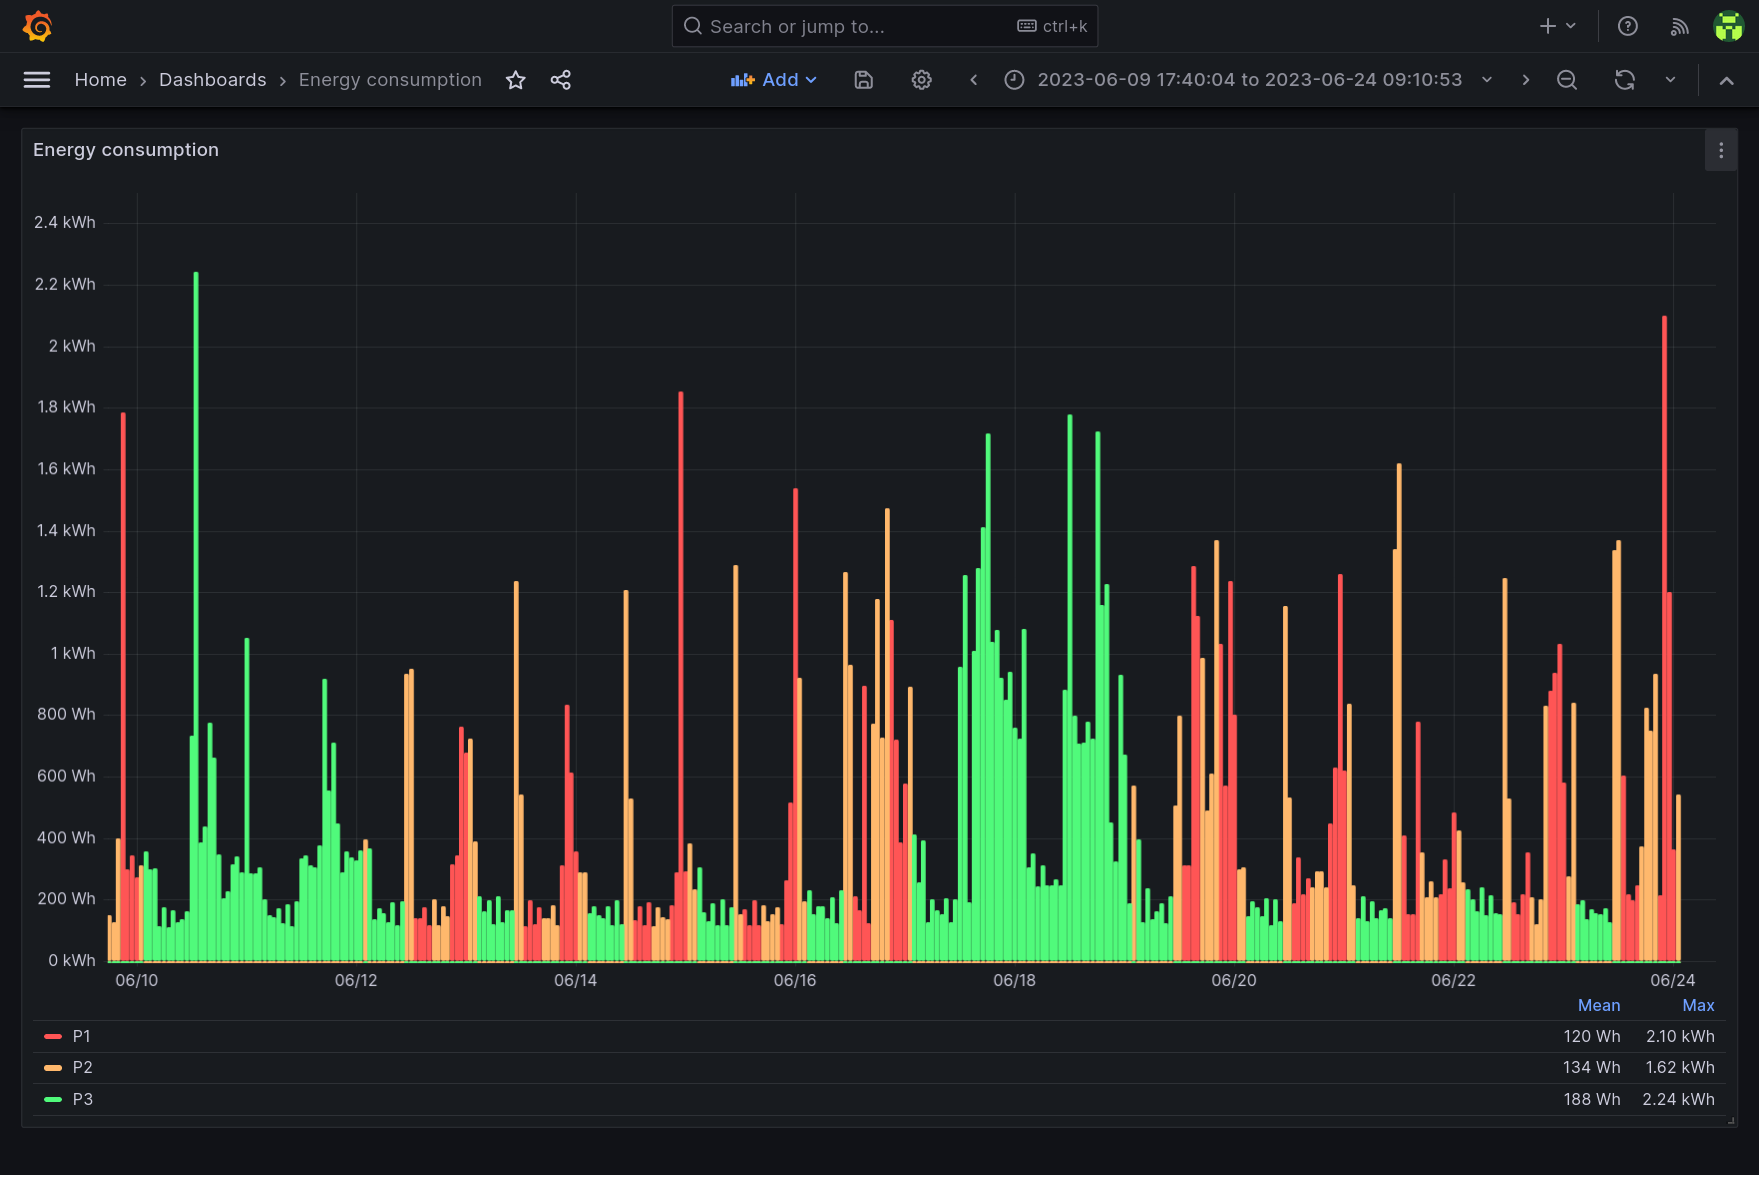 Search or jump to... ctrl+k
Home › Dashboards › Energy consumption Add 2023-06-09 17:40:04 to 2023-06-24 09:10:53
Energy consumption
2.4 kWh
2.2 kWh
2 kWh
1.8 kWh
1.6 kWh
1.4 kWh
1.2 kWh
1 kWh
800 Wh
600 Wh
400 Wh
200 Wh
0 kWh
06/10 06/12 06/14 06/16 06/18 06/20 06/22 06/24
Mean Max
P1 120 Wh 2.10 kWh
P2 134 Wh 1.62 kWh
P3 188 Wh 2.24 kWh